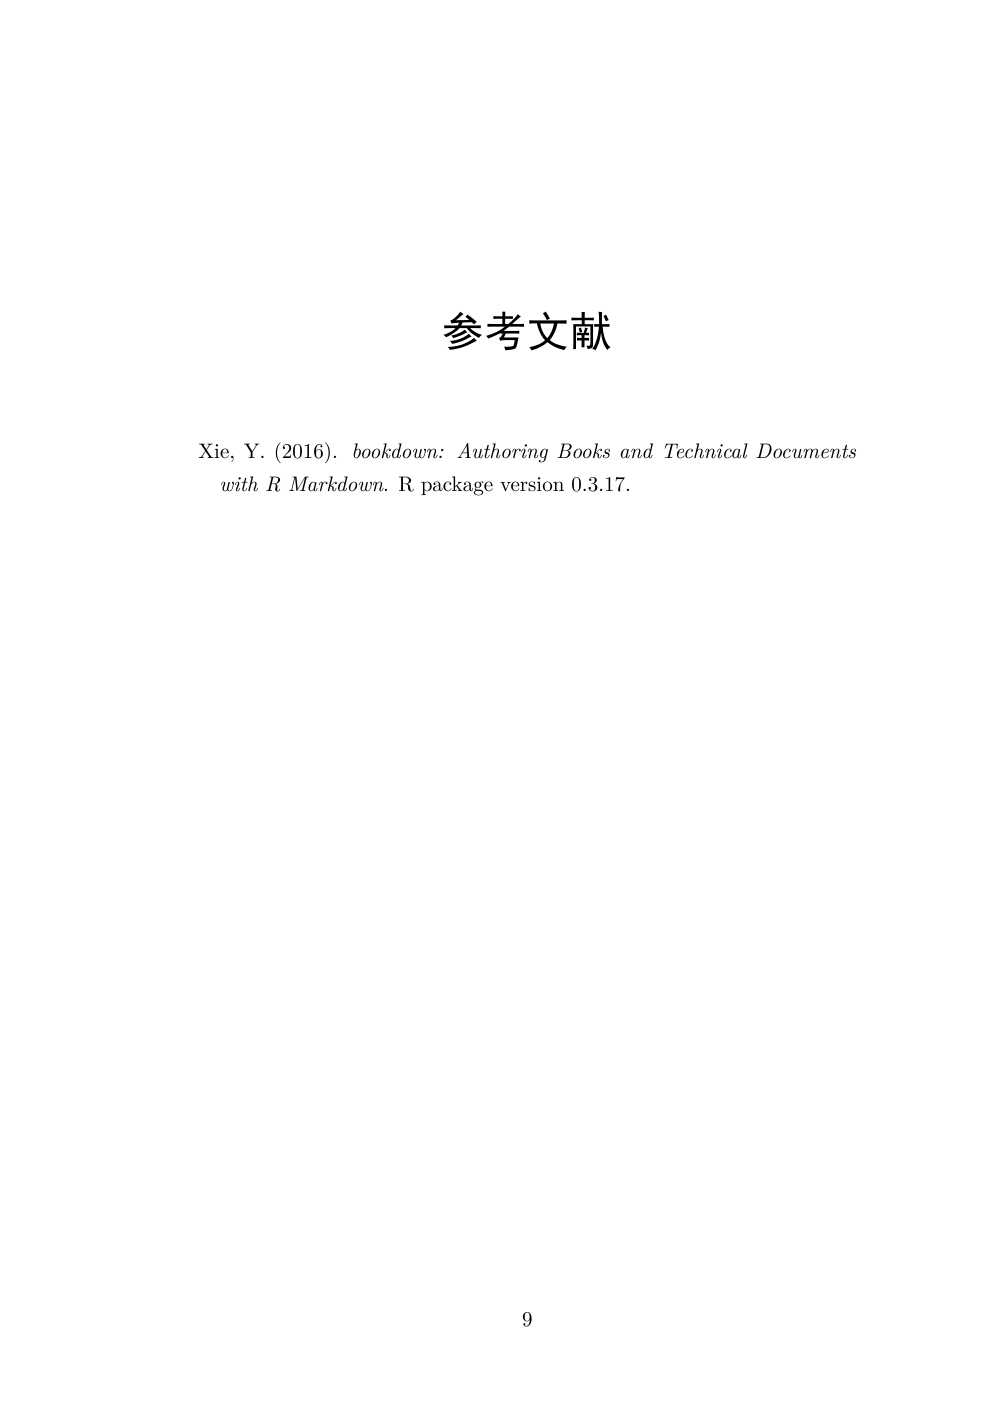 参考文献
Xie, Y. (2016). bookdown: Authoring Books and Technical Documents
with R Markdown. R package version 0.3.17.
9